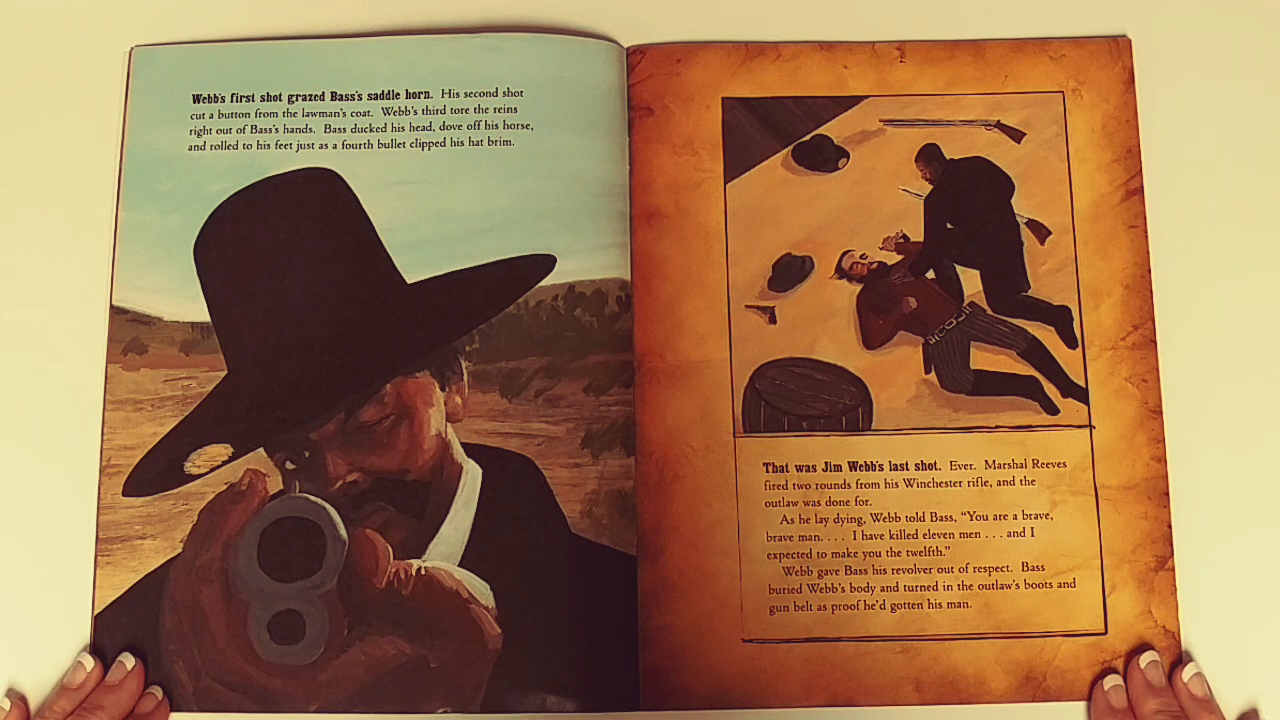 Webb's first shot grazed Bass's saddle horn. His second shot
cut a button from the lawman's coat. Webb's third tore the reins
right out of Bass's hands. Bass ducked his head, dove off his horse,
and rolled to his feet just as a fourth bullet clipped his hat brim.
That was Jim Webb's last shot. Ever. Marshal Reeves
fired two rounds from his Winchester rifle, and the
outlaw was done for.
As he lay dying, Webb told Bass, “You are a brave,
brave man. . . . I have killed eleven men . . . and I
expected to make you the twelfth.”
Webb gave Bass his revolver out of respect. Bass
buried Webb's body and turned in the outlaw's boots and
gun belt as proof he'd gotten his man.